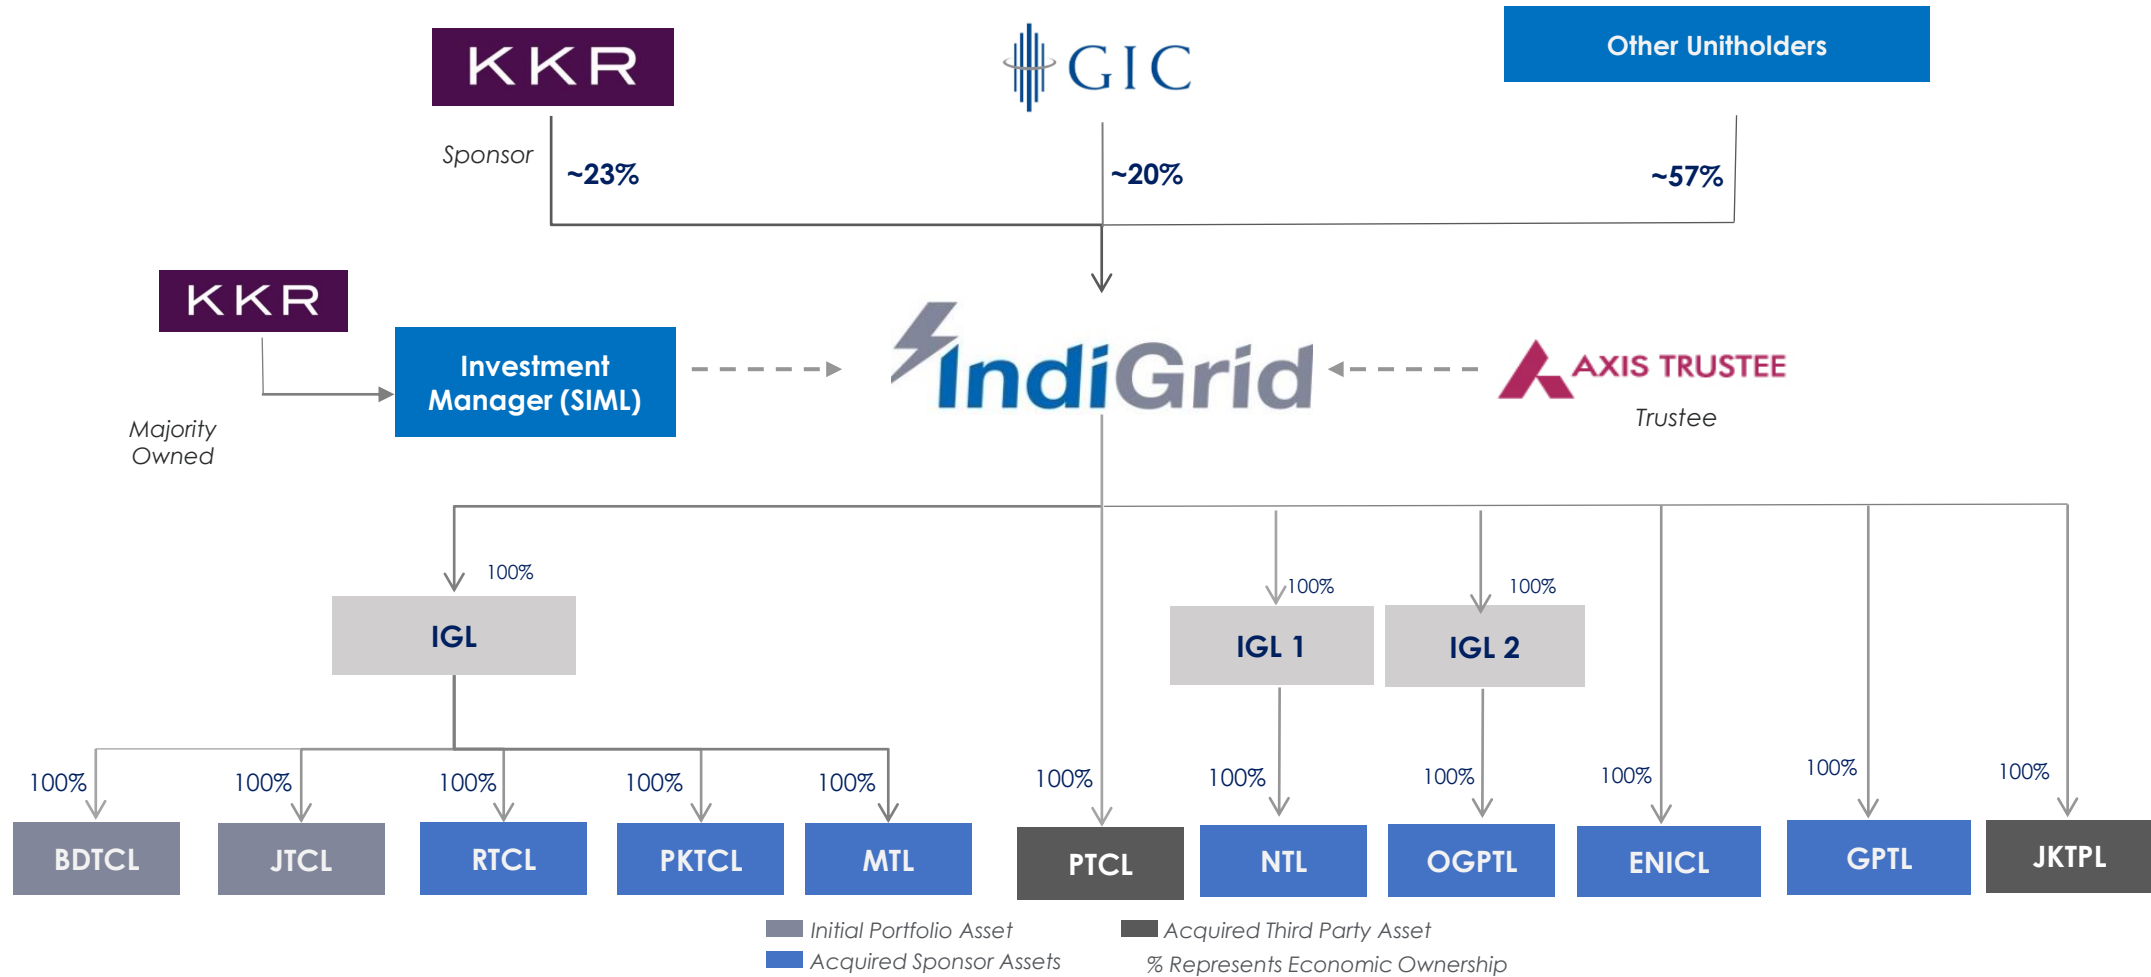 KKR
GIC
Other Unitholders
Sponsor
~23%
~20%
~57%
KKR
Majority
Owned
Investment
Manager (SIML)
IndiGrid
AXIS TRUSTEE
Trustee
100%
100%
100%
IGL
IGL 1
IGL 2
100%
100%
100%
100%
100%
100%
100%
100%
100%
100%
100%
BDTCL
JTCL
RTCL
PKTCL
MTL
PTCL
NTL
OGPTL
ENICL
GPTL
JKTPL
Initial Portfolio Asset
Acquired Third Party Asset
Acquired Sponsor Assets
% Represents Economic Ownership